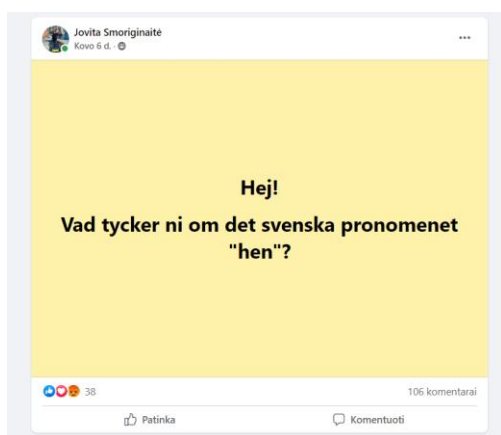 Jovita Smoriginaitė
Kovo 6 d. ·
Hej!
Vad tycker ni om det svenska pronomenet
"hen"?
38
106 komentarai
Patinka
Komentuoti